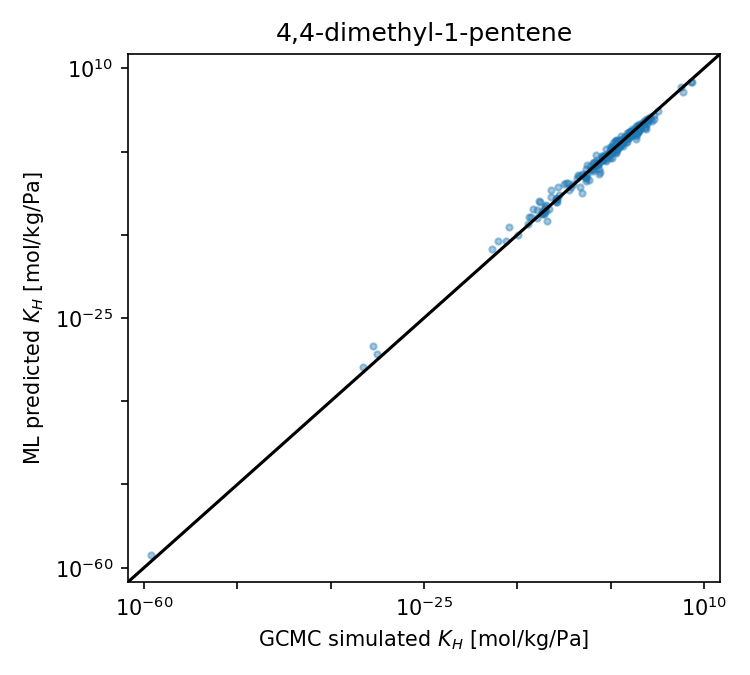 4,4-dimethyl-1-pentene
ML predicted K_H [mol/kg/Pa]
10^10
10^-25
10^-60
10^-60 10^-25 10^10
GCMC simulated K_H [mol/kg/Pa]